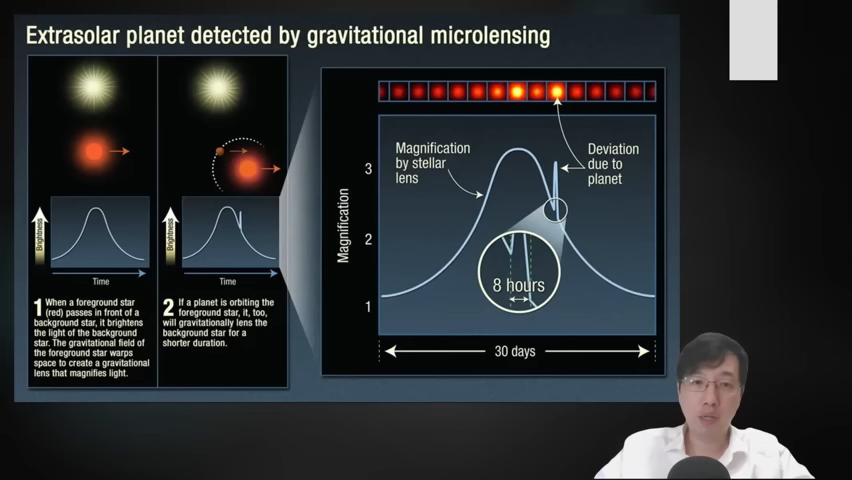 Extrasolar planet detected by gravitational microlensing
Brightness
Time
1 When a foreground star
(red) passes in front of a
background star, it brightens
the light of the background
star. The gravitational field of
the foreground star warps
space to create a gravitational
lens that magnifies light.
Brightness
Time
2 If a planet is orbiting the
foreground star, it, too,
will gravitationally lens the
background star for a
shorter duration.
Magnification
3
2
1
Magnification
by stellar
lens
Deviation
due to
planet
8 hours
30 days